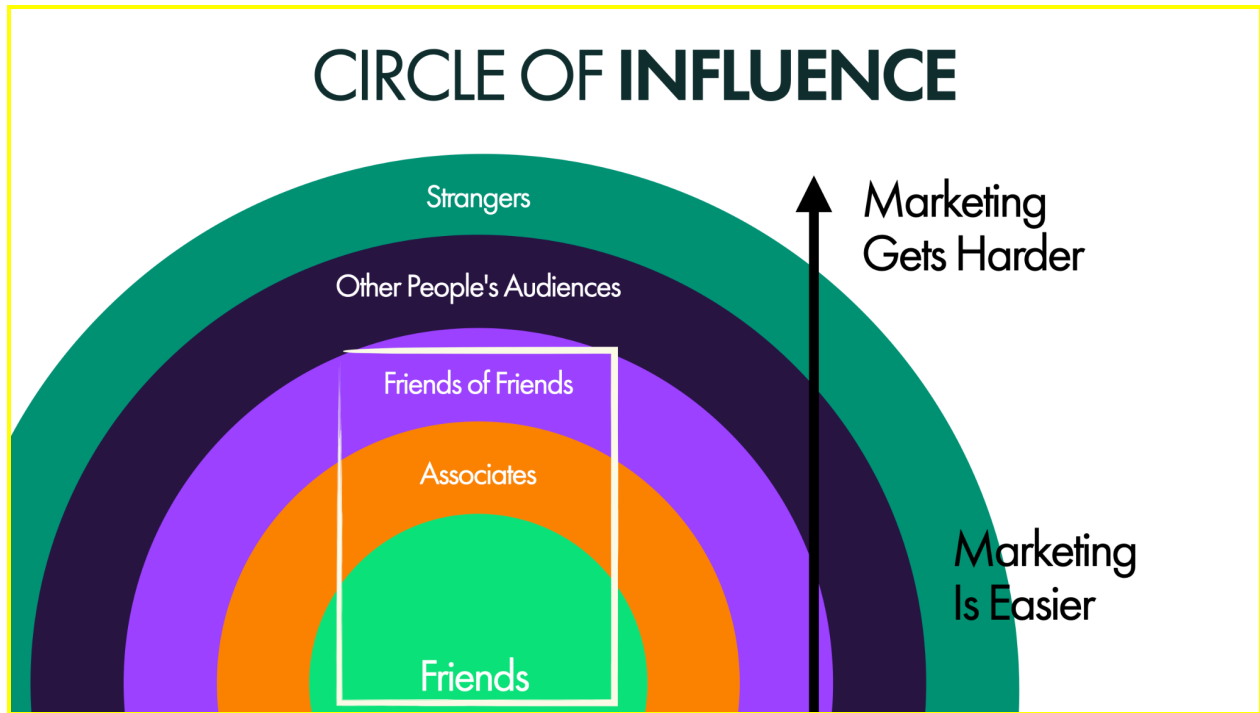 CIRCLE OF INFLUENCE
Strangers
Marketing
Gets Harder
Other People's Audiences
Friends of Friends
Associates
Marketing
Is Easier
Friends